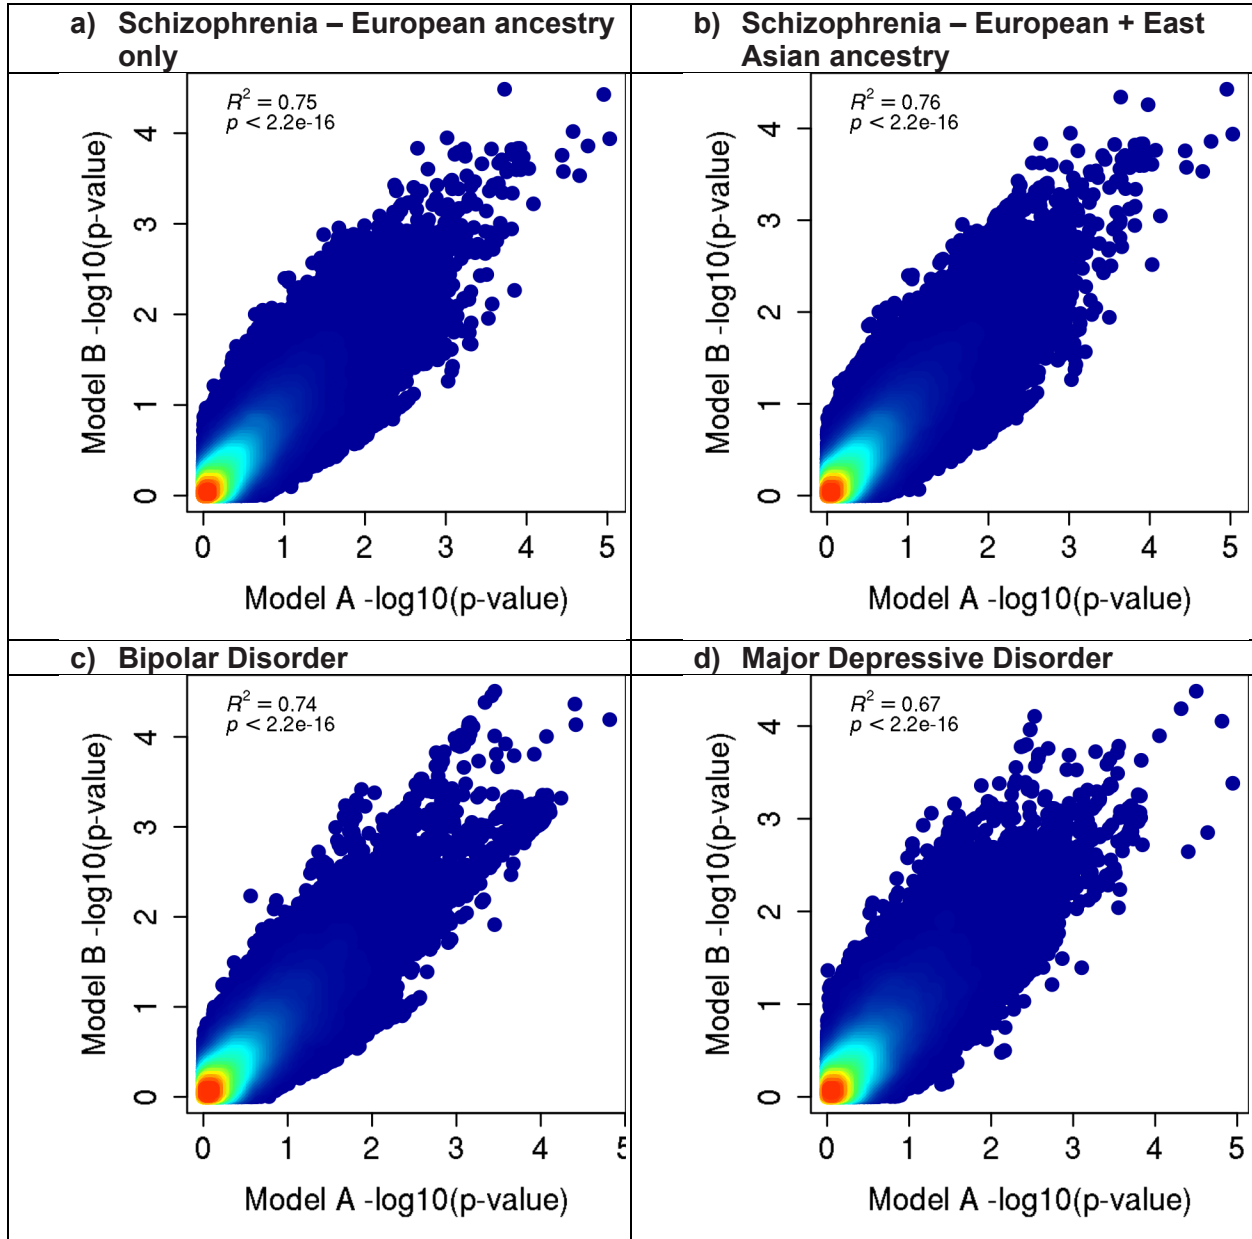 a) Schizophrenia – European ancestry
only
R² = 0.75
p < 2.2e-16
Model B -log10(p-value)
4
3
2
1
0
0 1 2 3 4 5
Model A -log10(p-value)
b) Schizophrenia – European + East
Asian ancestry
R² = 0.76
p < 2.2e-16
Model B -log10(p-value)
4
3
2
1
0
0 1 2 3 4 5
Model A -log10(p-value)
c) Bipolar Disorder
R² = 0.74
p < 2.2e-16
Model B -log10(p-value)
4
3
2
1
0
0 1 2 3 4 5
Model A -log10(p-value)
d) Major Depressive Disorder
R² = 0.67
p < 2.2e-16
Model B -log10(p-value)
4
3
2
1
0
0 1 2 3 4 5
Model A -log10(p-value)